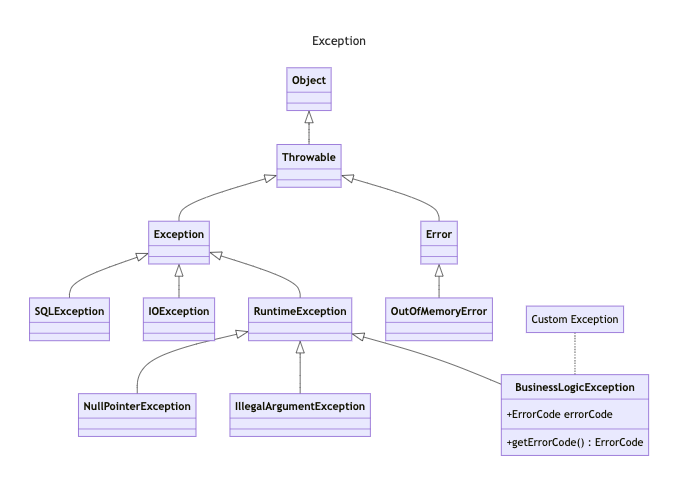 Exception
Object
Throwable
Exception
Error
SQLException
IOException
RuntimeException
OutOfMemoryError
Custom Exception
NullPointerException
IllegalArgumentException
BusinessLogicException
+ErrorCode errorCode
+getErrorCode() : ErrorCode